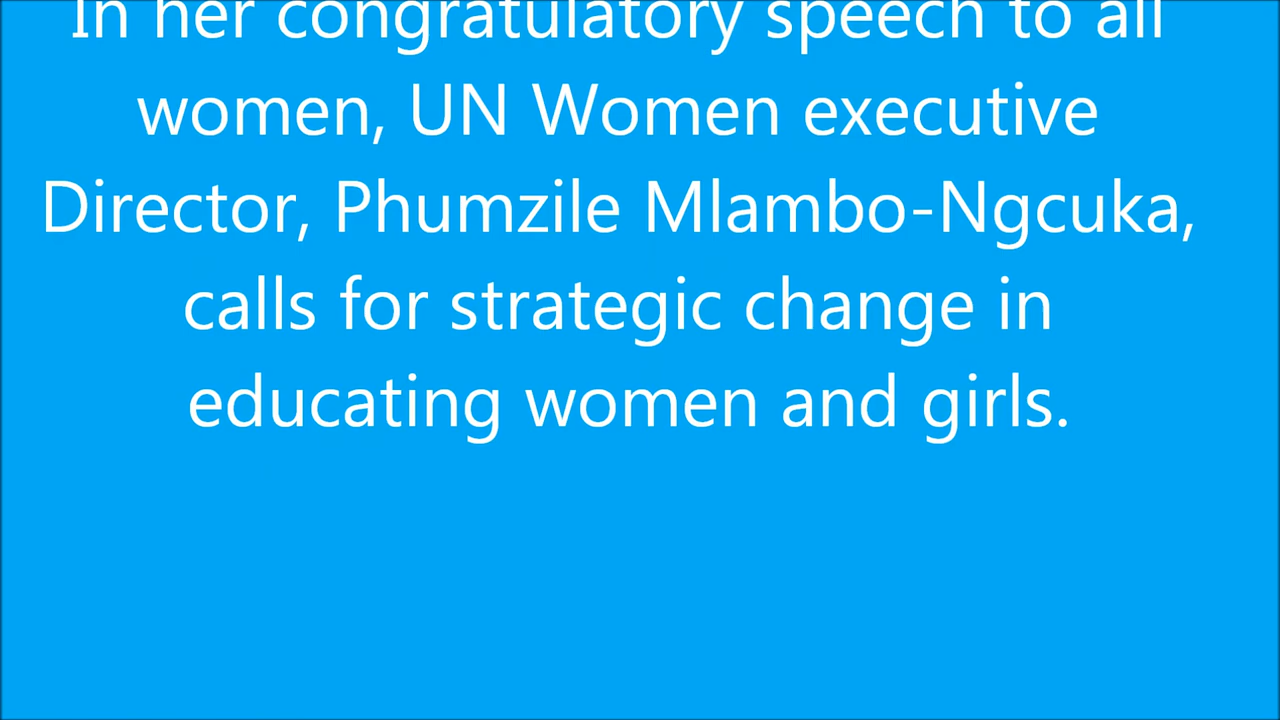 In her congratulatory speech to all
women, UN Women executive
Director, Phumzile Mlambo-Ngcuka,
calls for strategic change in
educating women and girls.